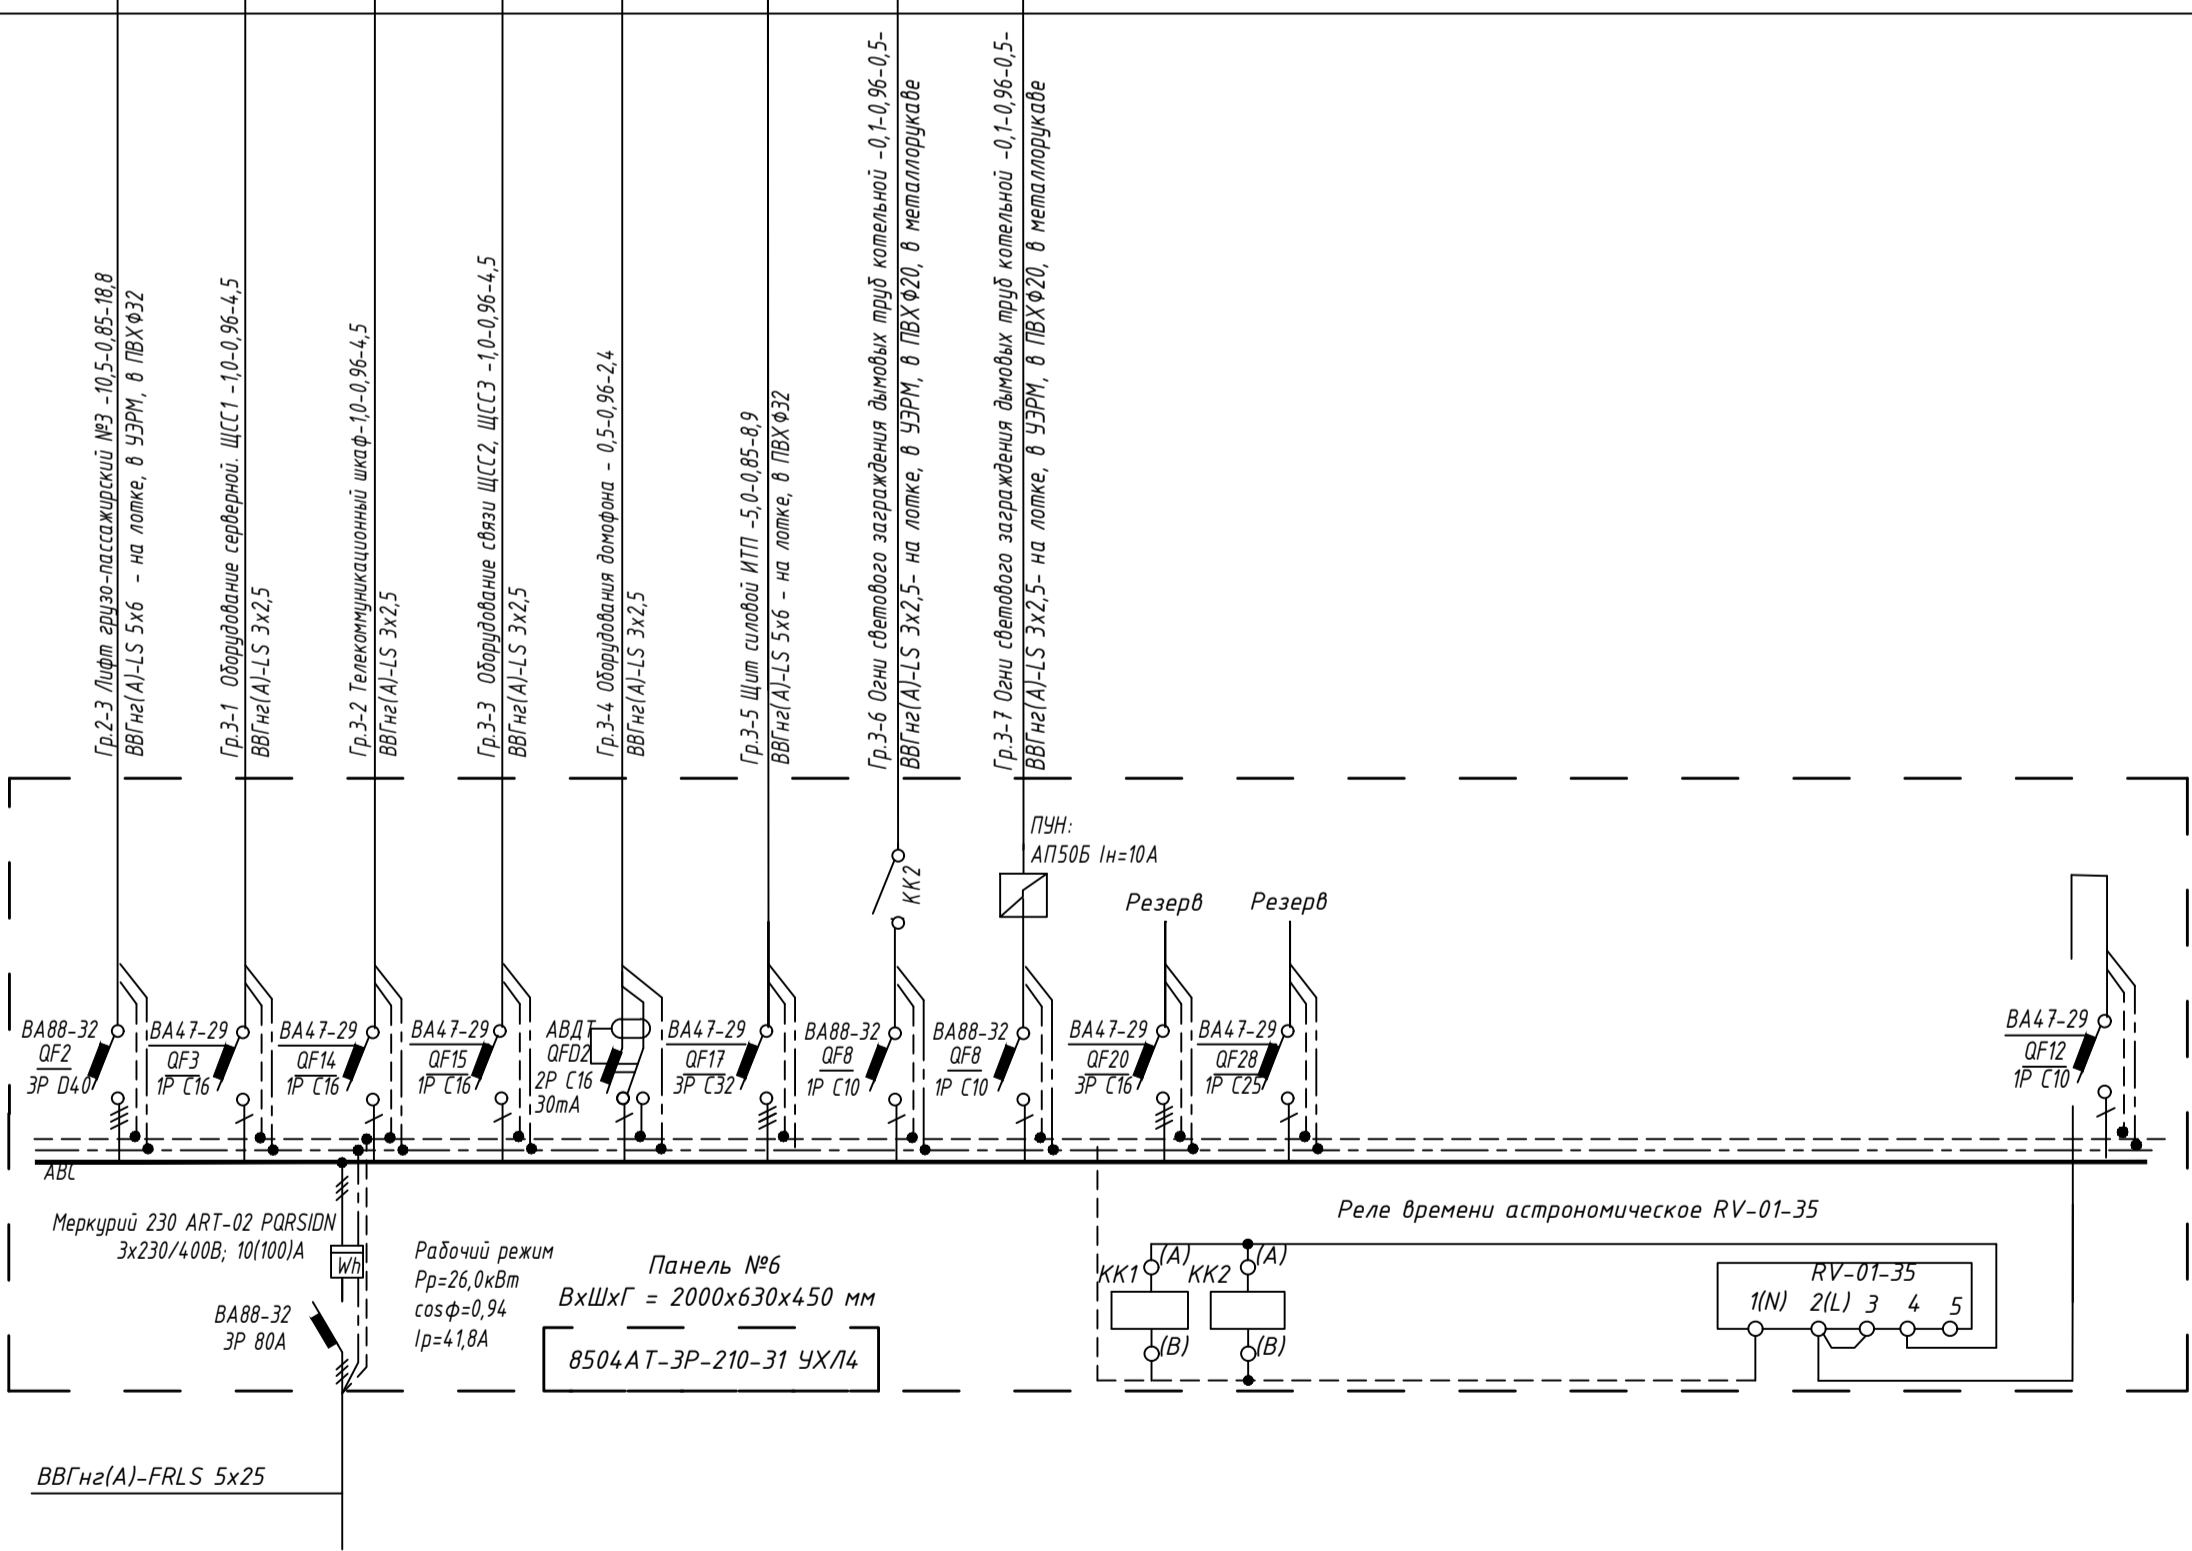 Гр.2-3 Лифт грузо-пассажирский №3 -10,5-0,85-18,8
ВВГнг(А)-LS 5х6 - на лотке, в УЭРМ, в ПВХФ32
Гр.3-1 Оборудование серверной. ЩСС1 -1,0-0,96-4,5
ВВГнг(А)-LS 3х2,5
Гр.3-2 Телекоммуникационный шкаф-1,0-0,96-4,5
ВВГнг(А)-LS 3х2,5
Гр.3-3 Оборудование связи ЩСС2, ЩСС3 -1,0-0,96-4,5
ВВГнг(А)-LS 3х2,5
Гр.3-4 Оборудования домофона - 0,5-0,96-2,4
ВВГнг(А)-LS 3х2,5
Гр.3-5 Щит силовой ИТП -5,0-0,85-8,9
ВВГнг(А)-LS 5х6 - на лотке, в ПВХФ32
Гр.3-6 Огни светового заграждения дымовых труб котельной -0,1-0,96-0,5-
ВВГнг(А)-LS 3х2,5- на лотке, в УЭРМ, в ПВХФ20, в металлорукаве
Гр.3-7 Огни светового заграждения дымовых труб котельной -0,1-0,96-0,5-
ВВГнг(А)-LS 3х2,5- на лотке, в УЭРМ, в ПВХФ20, в металлорукаве
ПУН:
АП50Б Iн=10А
КК2
Резерв
Резерв
ВА88-32
QF2
3Р D40
ВА47-29
QF3
1Р С16
ВА47-29
QF14
1Р С16
ВА47-29
QF15
1Р С16
АВДТ
QFD2
2Р С16
30mA
ВА47-29
QF17
3Р С32
ВА88-32
QF8
1Р С10
ВА88-32
QF8
1Р С10
ВА47-29
QF20
3Р С16
ВА47-29
QF28
1Р С25
ВА47-29
QF12
1Р С10
АВС
Меркурий 230 ART-02 PQRSIDN
3х230/400В; 10(100)А
Wh
ВА88-32
3Р 80А
Рабочий режим
Рр=26,0кВт
cosφ=0,94
Iр=41,8А
Панель №6
ВхШхГ = 2000х630х450 мм
8504АТ-3Р-210-31 УХЛ4
Реле времени астрономическое RV-01-35
КК1
(А)
(В)
КК2
(А)
(В)
RV-01-35
1(N) 2(L) 3 4 5
ВВГнг(А)-FRLS 5х25